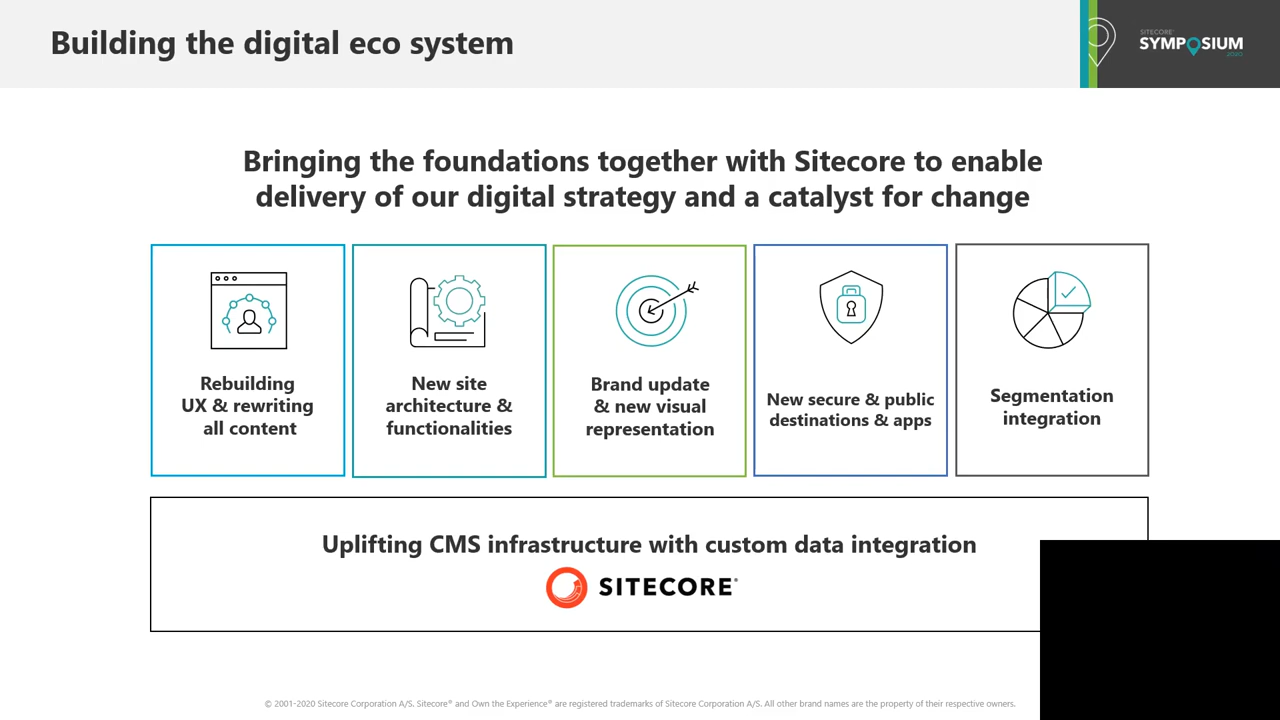 Building the digital eco system
SITECORE®
SYMPOSIUM
2020
Bringing the foundations together with Sitecore to enable
delivery of our digital strategy and a catalyst for change
Rebuilding
UX & rewriting
all content
New site
architecture &
functionalities
Brand update
& new visual
representation
New secure & public
destinations & apps
Segmentation
integration
Uplifting CMS infrastructure with custom data integration
SITECORE®
© 2001-2020 Sitecore Corporation A/S. Sitecore® and Own the Experience® are registered trademarks of Sitecore Corporation A/S. All other brand names are the property of their respective owners.